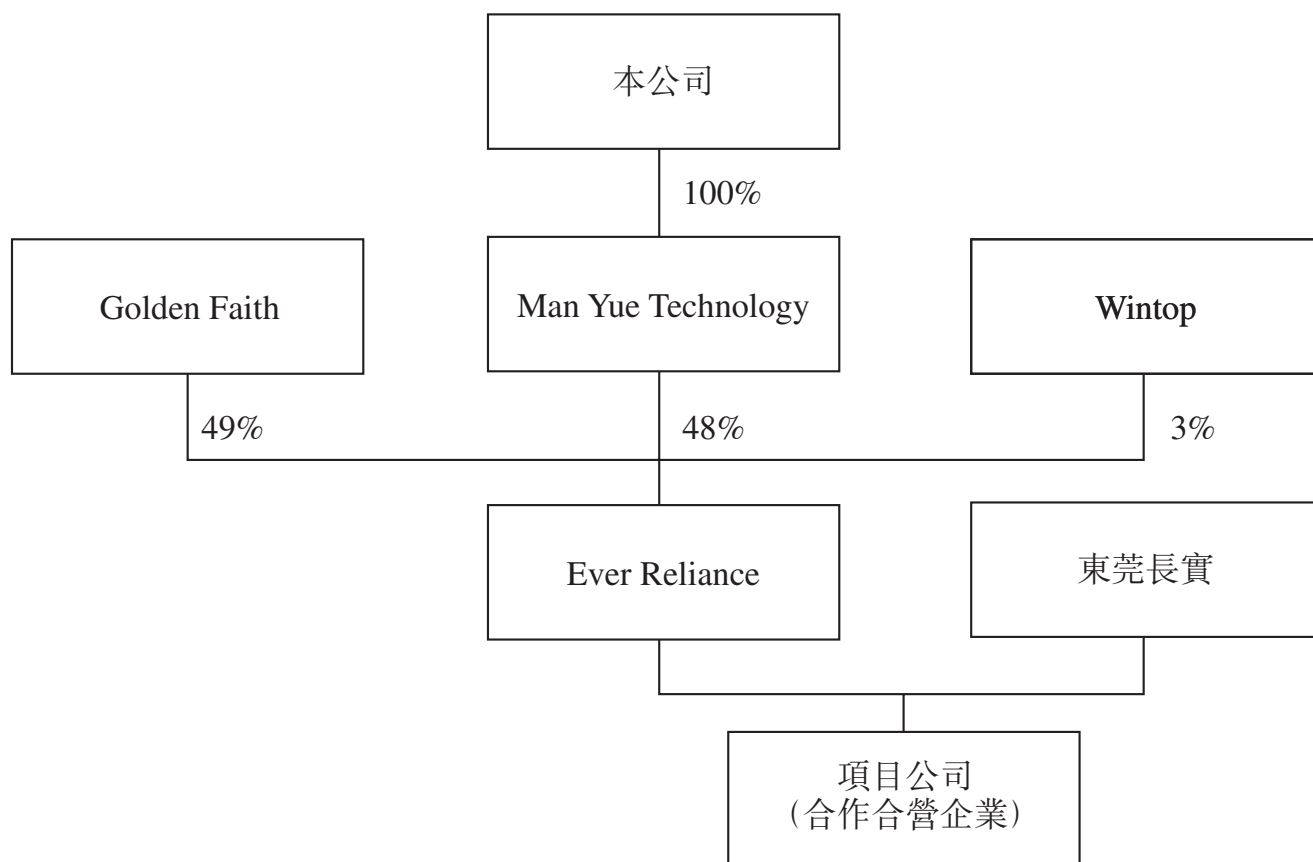 本公司
100%
Golden Faith
Man Yue Technology
Wintop
49%
48%
3%
Ever Reliance
東莞長實
項目公司
（合作合營企業）